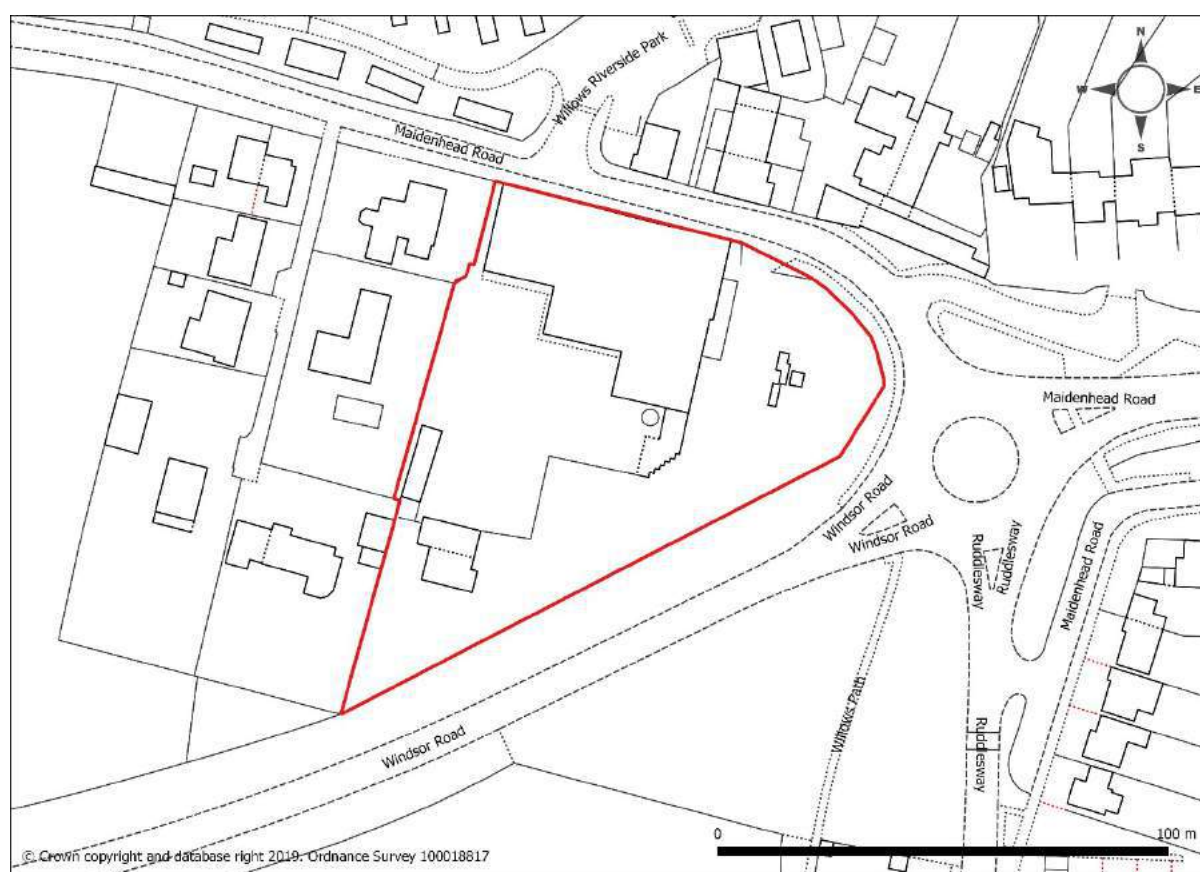 Willows Riverside Park
N
W
E
S
Maidenhead Road
Maidenhead Road
Windsor Road
Windsor Road
Ruddlesway
Ruddlesway
Maidenhead Road
Willows Path
Windsor Road
Ruddlesway
0
100 m
© Crown copyright and database right 2019. Ordnance Survey 100018817